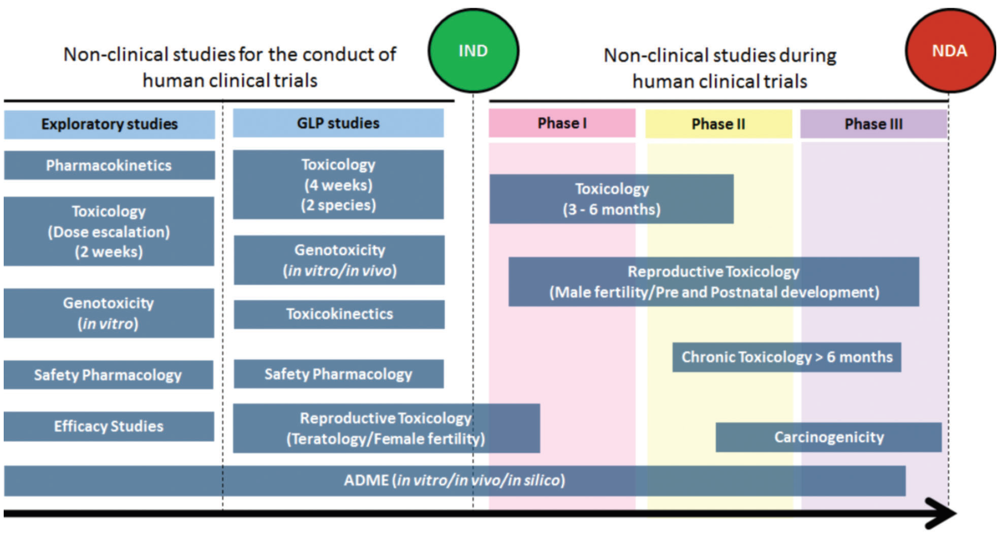 Non-clinical studies for the conduct of
human clinical trials
IND
Non-clinical studies during
human clinical trials
NDA
Exploratory studies
Pharmacokinetics
Toxicology
(Dose escalation)
(2 weeks)
Genotoxicity
(in vitro)
Safety Pharmacology
Efficacy Studies
GLP studies
Toxicology
(4 weeks)
(2 species)
Genotoxicity
(in vitro/in vivo)
Toxicokinectics
Safety Pharmacology
Reproductive Toxicology
(Teratology/Female fertility)
Phase I
Phase II
Phase III
Toxicology
(3 - 6 months)
Reproductive Toxicology
(Male fertility/Pre and Postnatal development)
Chronic Toxicology > 6 months
Carcinogenicity
ADME (in vitro/in vivo/in silico)